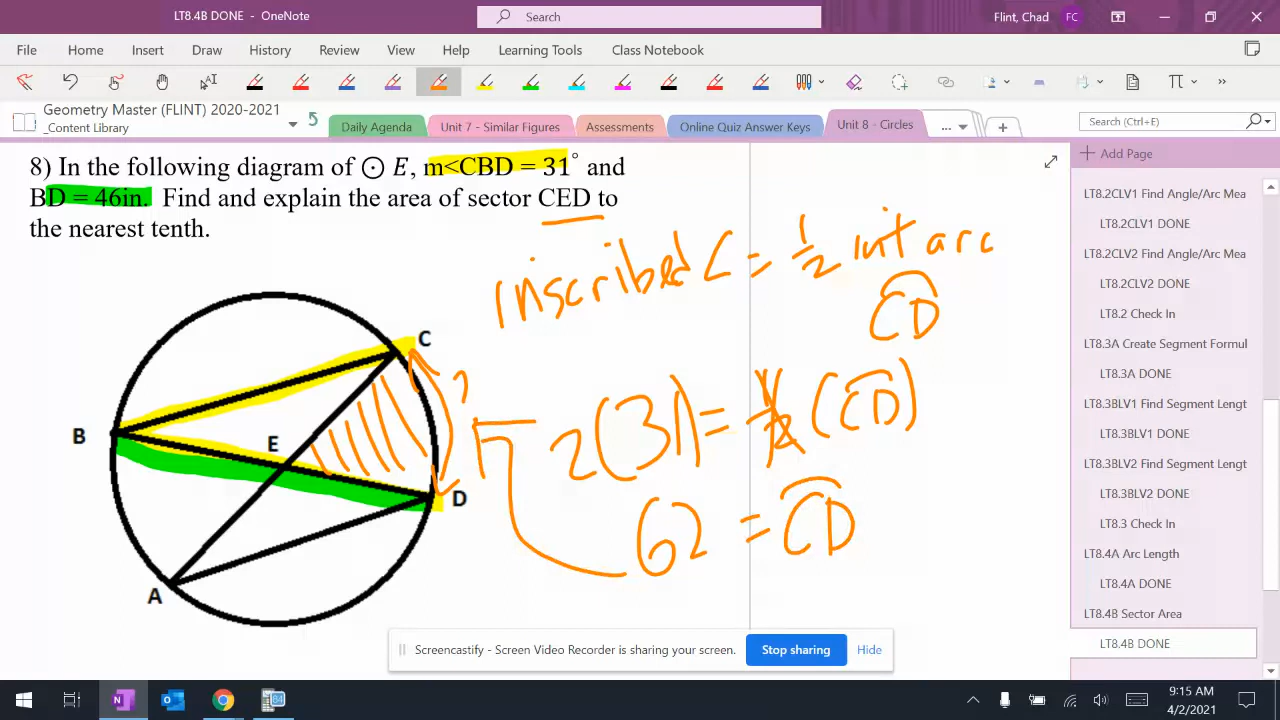 LT8.4B DONE - OneNote
Search
Flint, Chad
FC
File Home Insert Draw History Review View Help Learning Tools Class Notebook
Geometry Master (FLINT) 2020-2021
_Content Library
Daily Agenda
Unit 7 - Similar Figures
Assessments
Online Quiz Answer Keys
Unit 8 - Circles
...
+
Search (Ctrl+E)
8) In the following diagram of ⊙ E, m<CBD = 31° and
BD = 46in. Find and explain the area of sector CED to
the nearest tenth.
Inscribed < = 1/2 int arc
CD
2(31) = 1/2 (CD)
62 = CD
?
C
B
E
D
A
Add Page
LT8.2CLV1 Find Angle/Arc Mea
LT8.2CLV1 DONE
LT8.2CLV2 Find Angle/Arc Mea
LT8.2CLV2 DONE
LT8.2 Check In
LT8.3A Create Segment Formul
LT8.3A DONE
LT8.3BLV1 Find Segment Lengt
LT8.3BLV1 DONE
LT8.3BLV2 Find Segment Lengt
LT8.3BLV2 DONE
LT8.3 Check In
LT8.4A Arc Length
LT8.4A DONE
LT8.4B Sector Area
LT8.4B DONE
Screencastify - Screen Video Recorder is sharing your screen.
Stop sharing
Hide
9:15 AM
4/2/2021